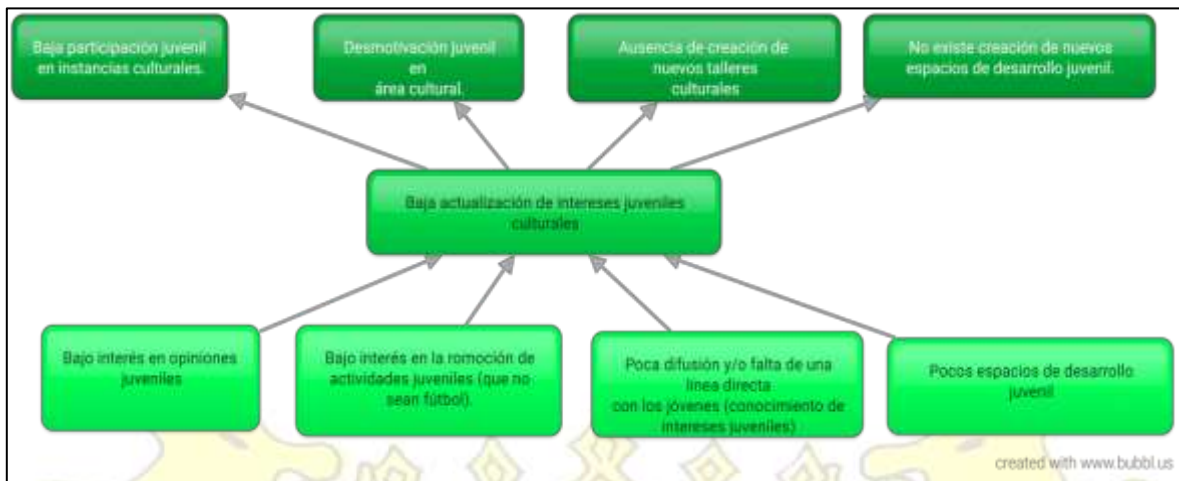 Baja participación juvenil
en instancias culturales.
Desmotivación juvenil
en
área cultural.
Ausencia de creación de
nuevos talleres
culturales
No existe creación de nuevos
espacios de desarrollo juvenil.
Baja actualización de intereses juveniles
culturales
Bajo interés en opiniones
juveniles
Bajo interés en la romoción de
actividades juveniles (que no
sean fútbol).
Poca difusión y/o falta de una
línea directa
con los jóvenes (conocimiento de
intereses juveniles)
Pocos espacios de desarrollo
juvenil
created with www.bubbl.us